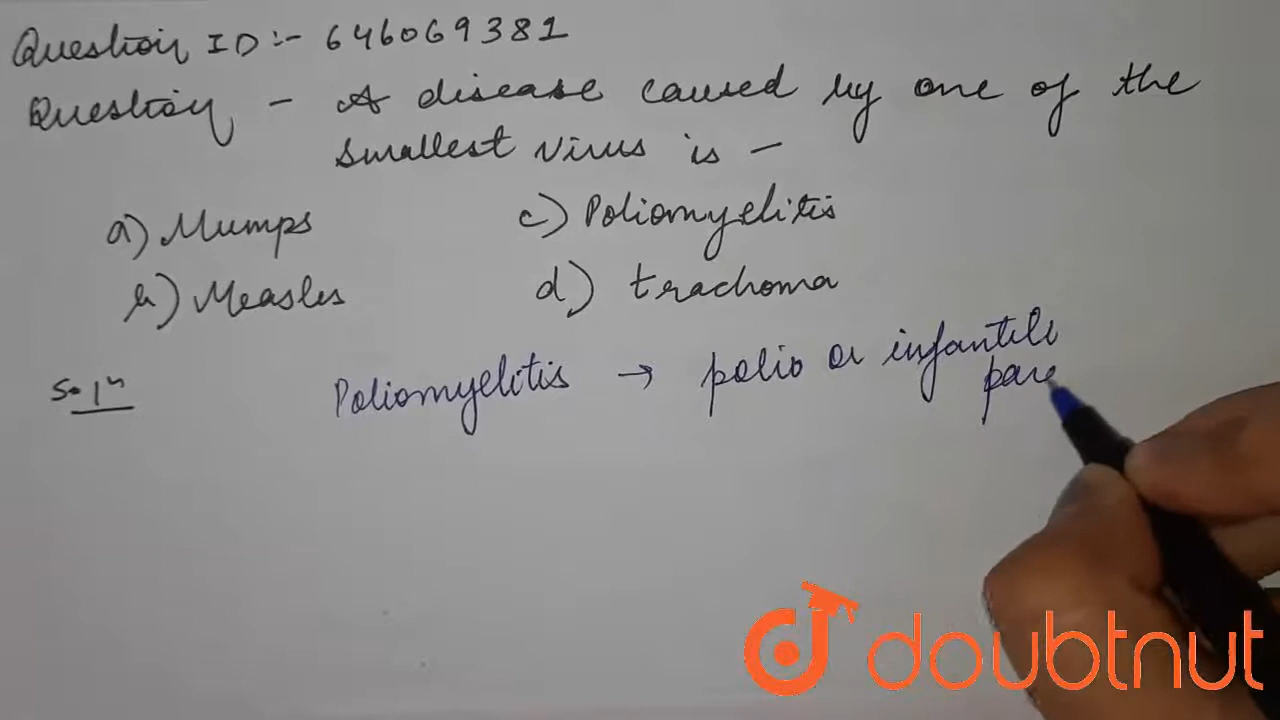 Question ID :- 646069381
Question - A disease caused by one of the
smallest virus is -
a) Mumps
c) Poliomyelitis
b) Measles
d) trachoma
Solⁿ
Poliomyelitis → polio or infantile
para
doubtnut